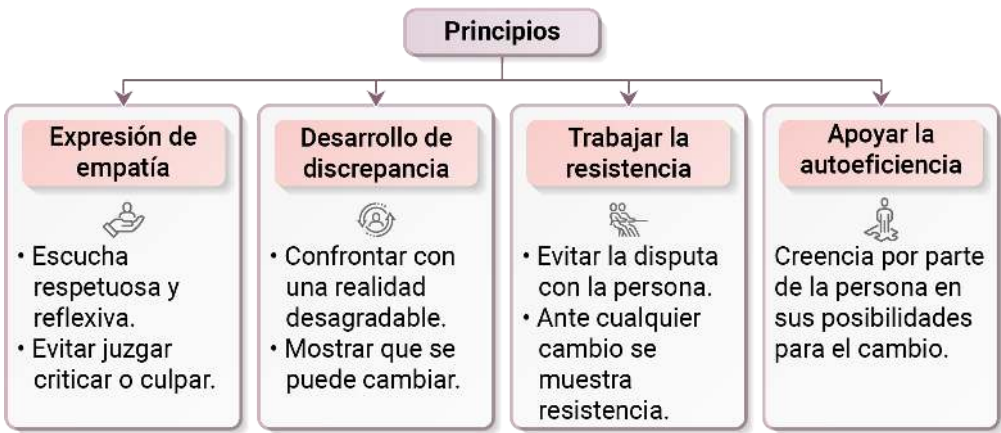 Principios
Expresión de
empatía
• Escucha
respetuosa y
reflexiva.
• Evitar juzgar
criticar o culpar.
Desarrollo de
discrepancia
• Confrontar con
una realidad
desagradable.
• Mostrar que se
puede cambiar.
Trabajar la
resistencia
• Evitar la disputa
con la persona.
• Ante cualquier
cambio se
muestra
resistencia.
Apoyar la
autoeficiencia
Creencia por parte
de la persona en
sus posibilidades
para el cambio.